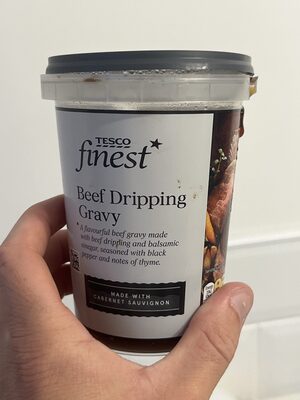 TESCO
finest*
Beef Dripping
Gravy
A flavourful beef gravy made
with beef dripping and balsamic
vinegar, seasoned with black
pepper and notes of thyme.
MADE WITH
CABERNET SAUVIGNON